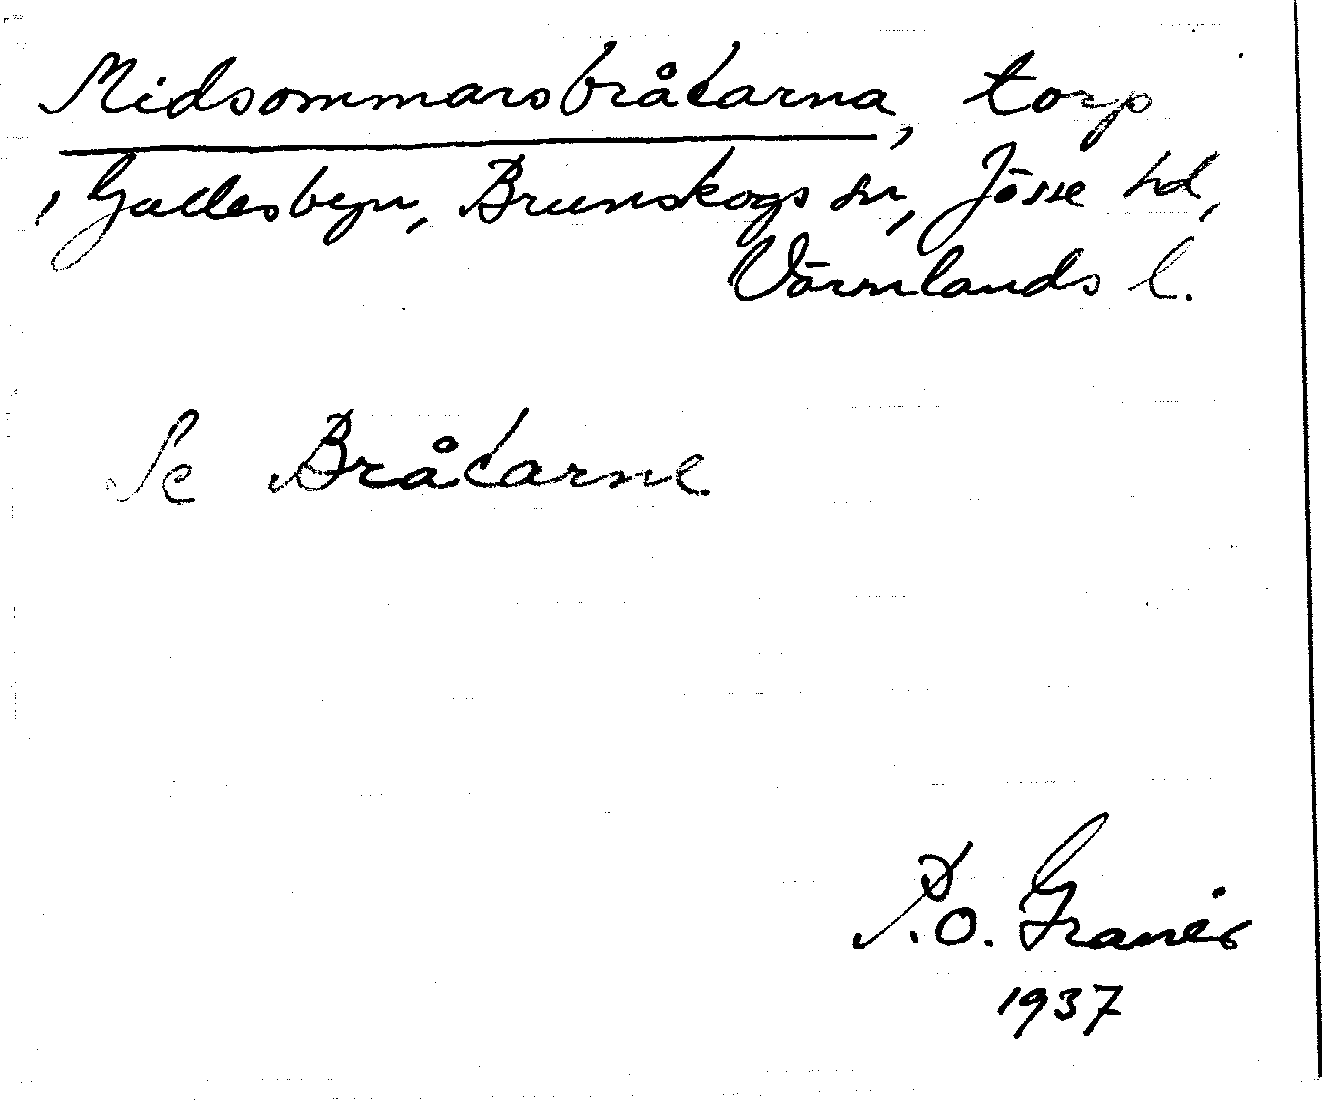 Midsommarsbråtarna, torp
, Gallesbyn, Brunskogs sn, Jösse hd,
Värmlands l.
Se Bråtarne
P.O. Granér
1937